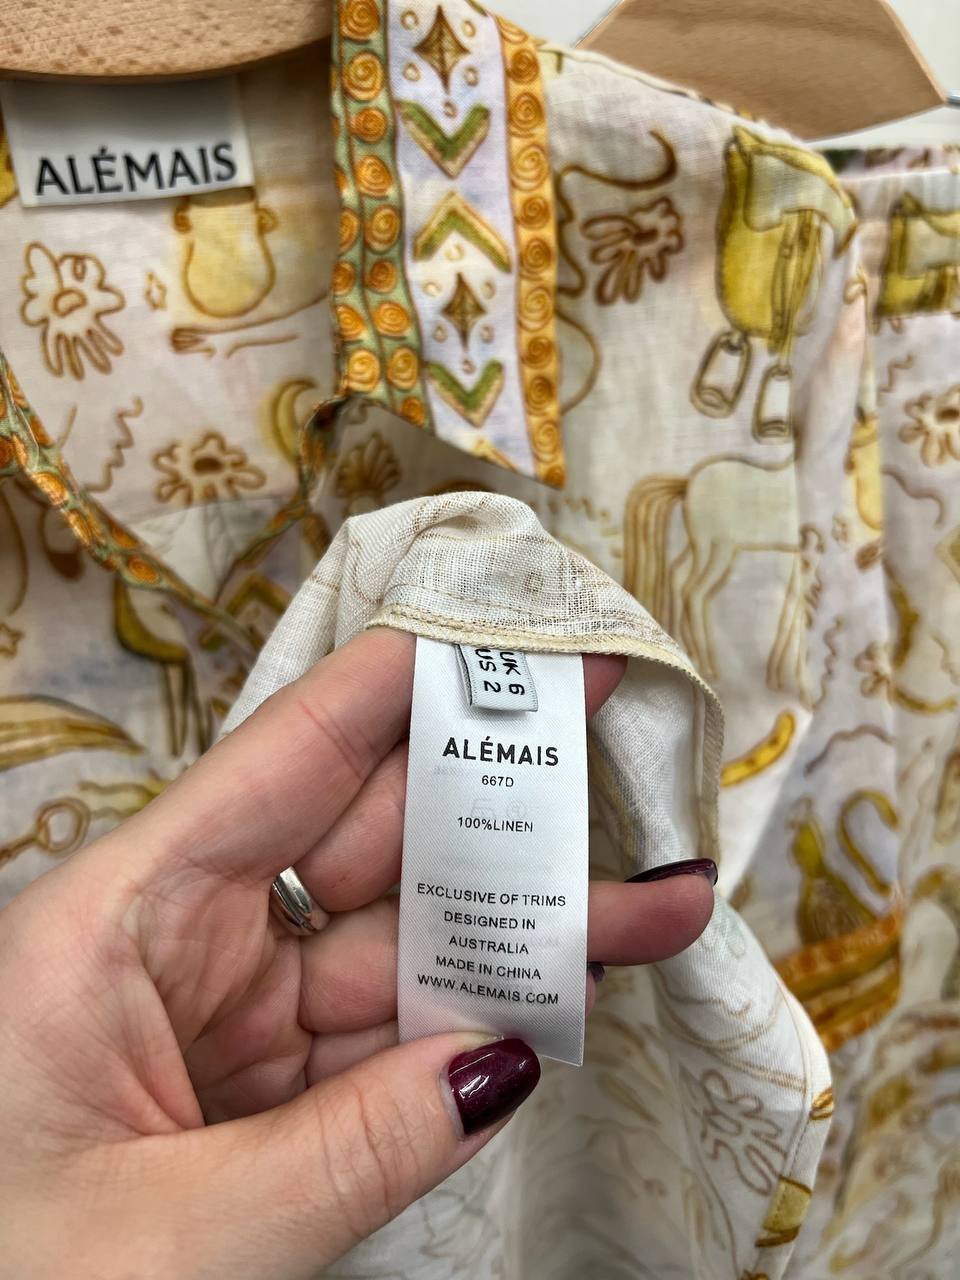 ALÉMAIS
UK 6
US 2
ALÉMAIS
667D
100%LINEN
EXCLUSIVE OF TRIMS
DESIGNED IN
AUSTRALIA
MADE IN CHINA
WWW.ALEMAIS.COM